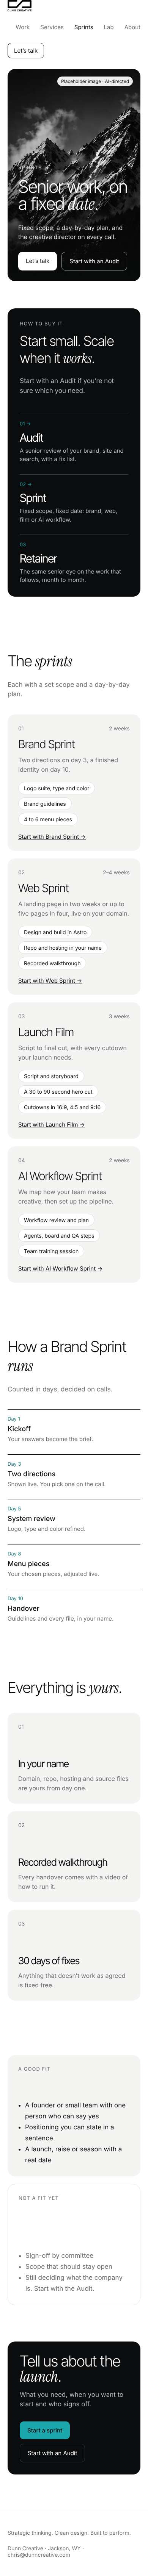 DUNN CREATIVE
Work Services Sprints Lab About
Let's talk
Placeholder image · AI-directed
Senior work, on
a fixed date.
Fixed scope, a day-by-day plan, and
the creative director on every call.
Let's talk
Start with an Audit
HOW TO BUY IT
Start small. Scale
when it works.
Start with an Audit if you're not
sure which you need.
01 →
Audit
A senior review of your brand, site and
search, with a fix list.
02 →
Sprint
Fixed scope, fixed date: brand, web,
film or AI workflow.
03
Retainer
The same senior eye on the work that
follows, month to month.
The sprints
Each with a set scope and a day-by-day
plan.
01 2 weeks
Brand Sprint
Two directions on day 3, a finished
identity on day 10.
Logo suite, type and color
Brand guidelines
4 to 6 menu pieces
Start with Brand Sprint →
02 2–4 weeks
Web Sprint
A landing page in two weeks or up to
five pages in four, live on your domain.
Design and build in Astro
Repo and hosting in your name
Recorded walkthrough
Start with Web Sprint →
03 3 weeks
Launch Film
Script to final cut, with every cutdown
your launch needs.
Script and storyboard
A 30 to 90 second hero cut
Cutdowns in 16:9, 4:5 and 9:16
Start with Launch Film →
04 2 weeks
AI Workflow Sprint
We map how your team makes
creative, then set up the pipeline.
Workflow review and plan
Agents, board and QA steps
Team training session
Start with AI Workflow Sprint →
How a Brand Sprint
runs
Counted in days, decided on calls.
Day 1
Kickoff
Your answers become the brief.
Day 3
Two directions
Shown live. You pick one on the call.
Day 5
System review
Logo, type and color refined.
Day 8
Menu pieces
Your chosen pieces, adjusted live.
Day 10
Handover
Guidelines and every file, in your name.
Everything is yours.
01
In your name
Domain, repo, hosting and source files
are yours from day one.
02
Recorded walkthrough
Every handover comes with a video of
how to run it.
03
30 days of fixes
Anything that doesn't work as agreed
is fixed free.
A GOOD FIT
• A founder or small team with one
person who can say yes
• Positioning you can state in a
sentence
• A launch, raise or season with a
real date
NOT A FIT YET
• Sign-off by committee
• Scope that should stay open
• Still deciding what the company
is. Start with the Audit.
Tell us about the
launch.
What you need, when you want to
start and who signs off.
Start a sprint
Start with an Audit
Strategic thinking. Clean design. Built to perform.
Dunn Creative · Jackson, WY ·
chris@dunncreative.com